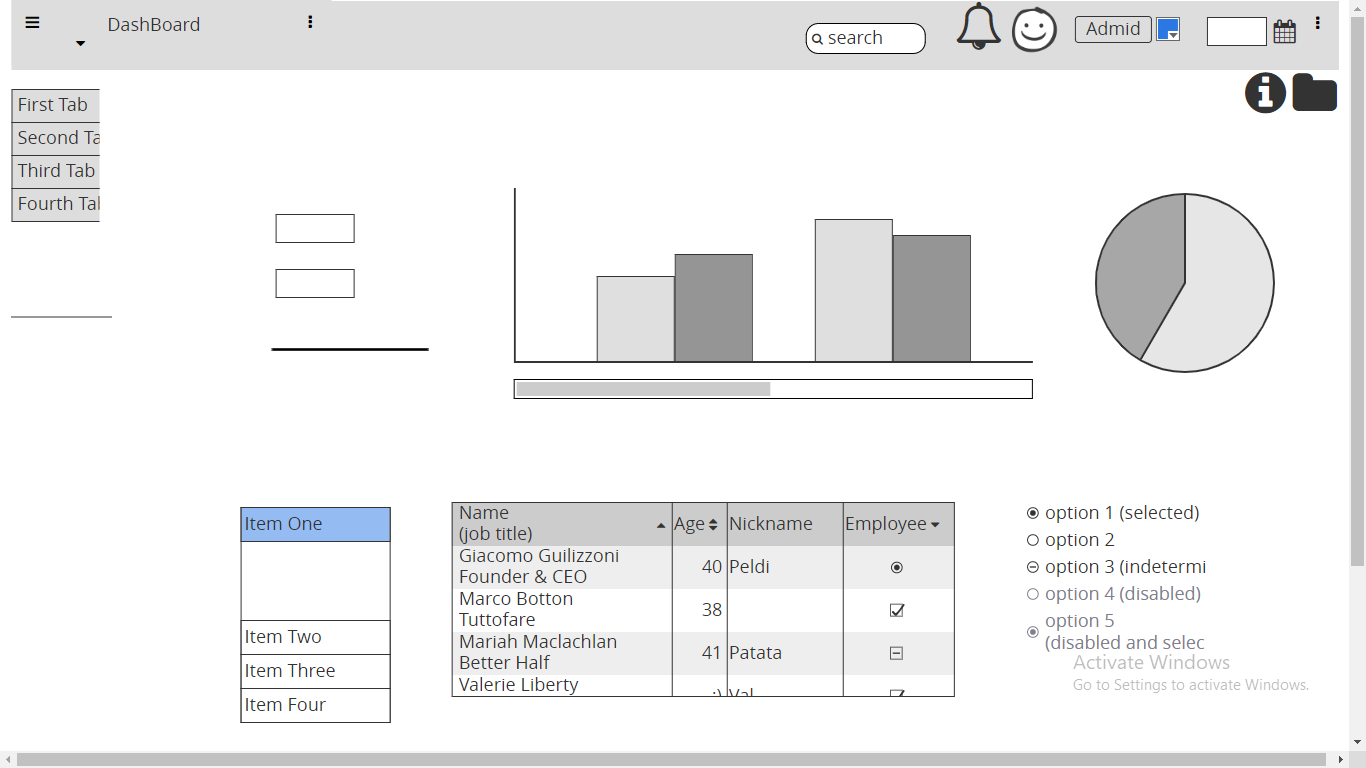 DashBoard
search
Admid
First Tab
Second Ta
Third Tab
Fourth Tal
Item One
Item Two
Item Three
Item Four
Name
(job title)
Age
Nickname
Employee
Giacomo Guilizzoni
Founder & CEO
40
Peldi
Marco Botton
Tuttofare
38
Mariah Maclachlan
Better Half
41
Patata
Valerie Liberty
:)
Val
option 1 (selected)
option 2
option 3 (indetermi
option 4 (disabled)
option 5
(disabled and selec
Activate Windows
Go to Settings to activate Windows.